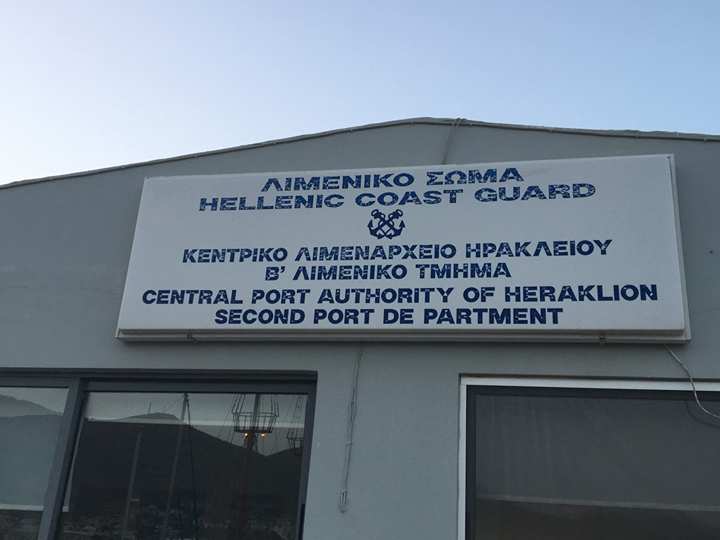 ΛΙΜΕΝΙΚΟ ΣΩΜΑ
HELLENIC COAST GUARD
ΚΕΝΤΡΙΚΟ ΛΙΜΕΝΑΡΧΕΙΟ ΗΡΑΚΛΕΙΟΥ
Β' ΛΙΜΕΝΙΚΟ ΤΜΗΜΑ
CENTRAL PORT AUTHORITY OF HERAKLION
SECOND PORT DE PARTMENT